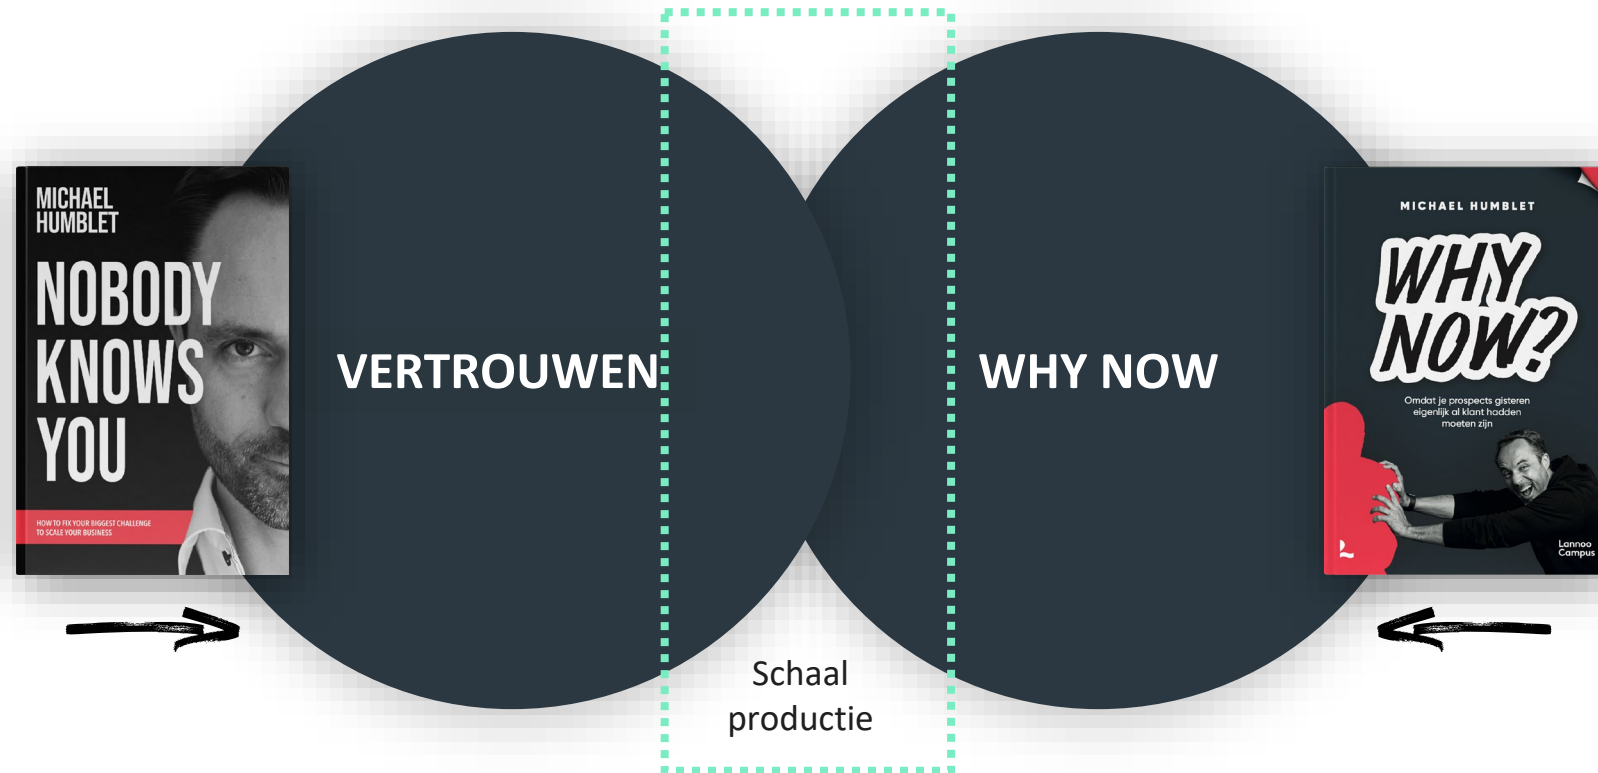 MICHAEL
HUMBLET
NOBODY
KNOWS
YOU
HOW TO FIX YOUR BIGGEST CHALLENGE
TO SCALE YOUR BUSINESS
VERTROUWEN
Schaal
productie
WHY NOW
MICHAEL HUMBLET
WHY
NOW?
Omdat je prospects gisteren
eigenlijk al klant hadden
moeten zijn
Lannoo
Campus